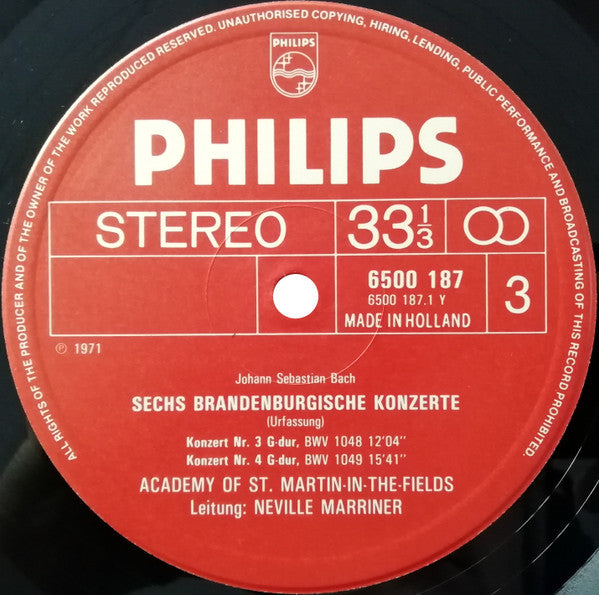 ALL RIGHTS OF THE PRODUCER AND OF THE OWNER OF THE WORK REPRODUCED RESERVED. UNAUTHORISED COPYING, HIRING, LENDING, PUBLIC PERFORMANCE AND BROADCASTING OF THIS RECORD PROHIBITED.
PHILIPS
PHILIPS
STEREO 33 1/3
6500 187
6500 187.1 Y
MADE IN HOLLAND
3
℗ 1971
Johann Sebastian Bach
SECHS BRANDENBURGISCHE KONZERTE
(Urfassung)
Konzert Nr. 3 G-dur, BWV 1048 12'04"
Konzert Nr. 4 G-dur, BWV 1049 15'41"
ACADEMY OF ST. MARTIN-IN-THE-FIELDS
Leitung: NEVILLE MARRINER